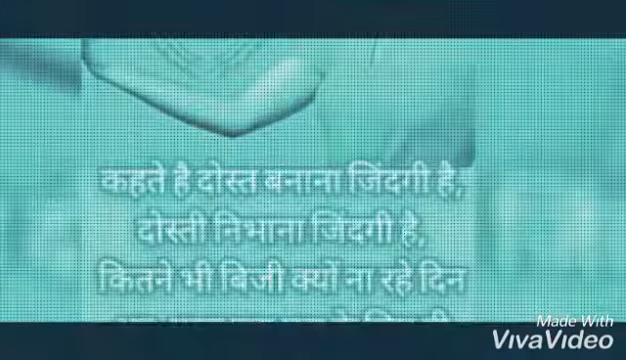 कहते है दोस्त बनाना जिंदगी है,
दोस्ती निभाना जिंदगी है,
कितने भी बिजी क्यों ना रहे दिन
Made With
VivaVideo